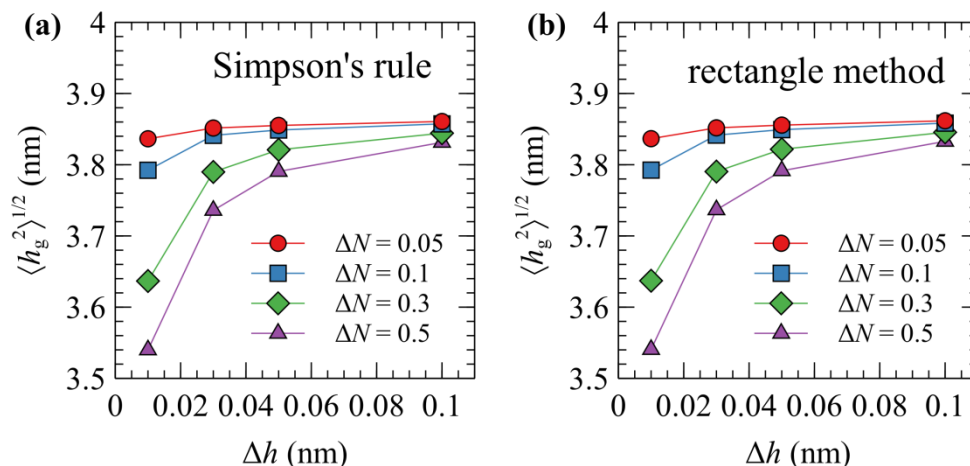 (a)
Simpson's rule
4
3.9
3.8
3.7
3.6
3.5
⟨h_g^2⟩^1/2 (nm)
ΔN = 0.05
ΔN = 0.1
ΔN = 0.3
ΔN = 0.5
0 0.02 0.04 0.06 0.08 0.1
Δh (nm)
(b)
rectangle method
4
3.9
3.8
3.7
3.6
3.5
⟨h_g^2⟩^1/2 (nm)
ΔN = 0.05
ΔN = 0.1
ΔN = 0.3
ΔN = 0.5
0 0.02 0.04 0.06 0.08 0.1
Δh (nm)